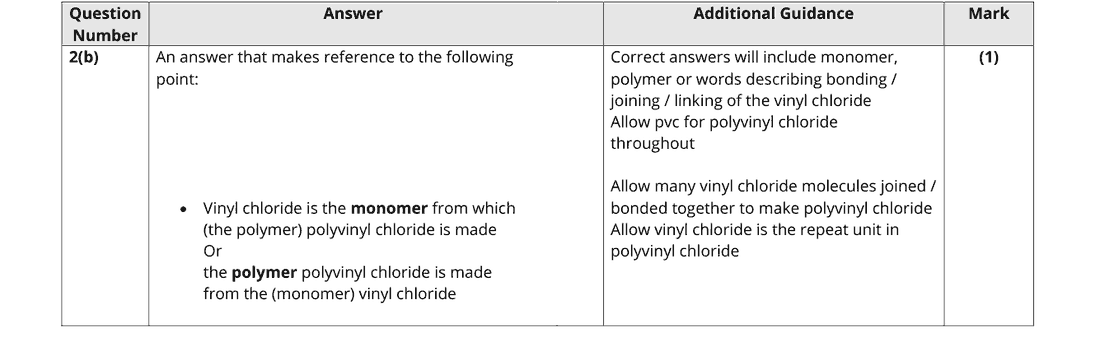 Question Number
Answer
Additional Guidance
Mark
2(b)
An answer that makes reference to the following
point:
• Vinyl chloride is the monomer from which
(the polymer) polyvinyl chloride is made
Or
the polymer polyvinyl chloride is made
from the (monomer) vinyl chloride
Correct answers will include monomer,
polymer or words describing bonding /
joining / linking of the vinyl chloride
Allow pvc for polyvinyl chloride
throughout
Allow many vinyl chloride molecules joined /
bonded together to make polyvinyl chloride
Allow vinyl chloride is the repeat unit in
polyvinyl chloride
(1)